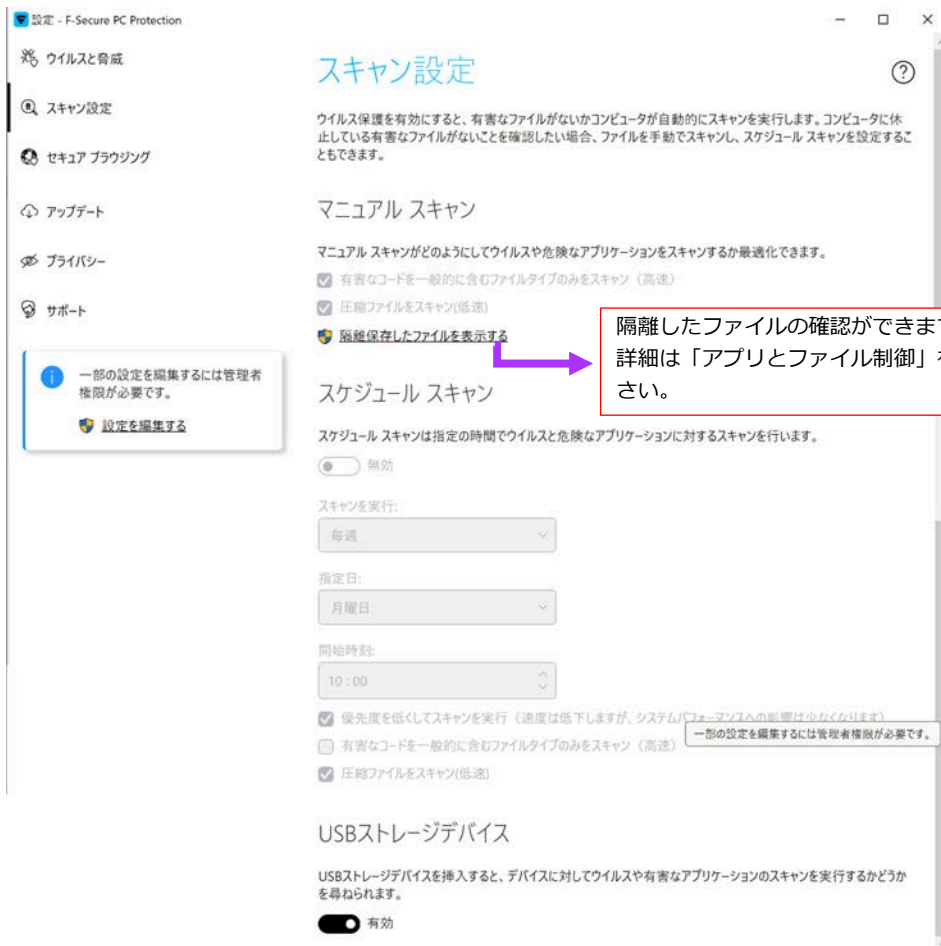 設定 - F-Secure PC Protection
ウイルスと脅威
スキャン設定
セキュア ブラウジング
アップデート
プライバシー
サポート
一部の設定を編集するには管理者
権限が必要です。
設定を編集する
スキャン設定
ウイルス保護を有効にすると、有害なファイルがないかコンピュータが自動的にスキャンを実行します。コンピュータに休
止している有害なファイルがないことを確認したい場合、ファイルを手動でスキャンし、スケジュール スキャンを設定するこ
ともできます。
マニュアル スキャン
マニュアル スキャンがどのようにしてウイルスや危険なアプリケーションをスキャンするか最適化できます。
有害なコードを一般的に含むファイルタイプのみをスキャン（高速）
圧縮ファイルをスキャン(低速)
隔離保存したファイルを表示する
隔離したファイルの確認ができます
詳細は「アプリとファイル制御」を
さい。
スケジュール スキャン
スケジュール スキャンは指定の時間でウイルスと危険なアプリケーションに対するスキャンを行います。
無効
スキャンを実行:
毎週
指定日:
月曜日
開始時刻:
10:00
優先度を低くしてスキャンを実行（速度は低下しますが、システムパフォーマンスへの影響は少なくなります）
一部の設定を編集するには管理者権限が必要です。
有害なコードを一般的に含むファイルタイプのみをスキャン（高速）
圧縮ファイルをスキャン(低速)
USBストレージデバイス
USBストレージデバイスを挿入すると、デバイスに対してウイルスや有害なアプリケーションのスキャンを実行するかどうか
を尋ねられます。
有効